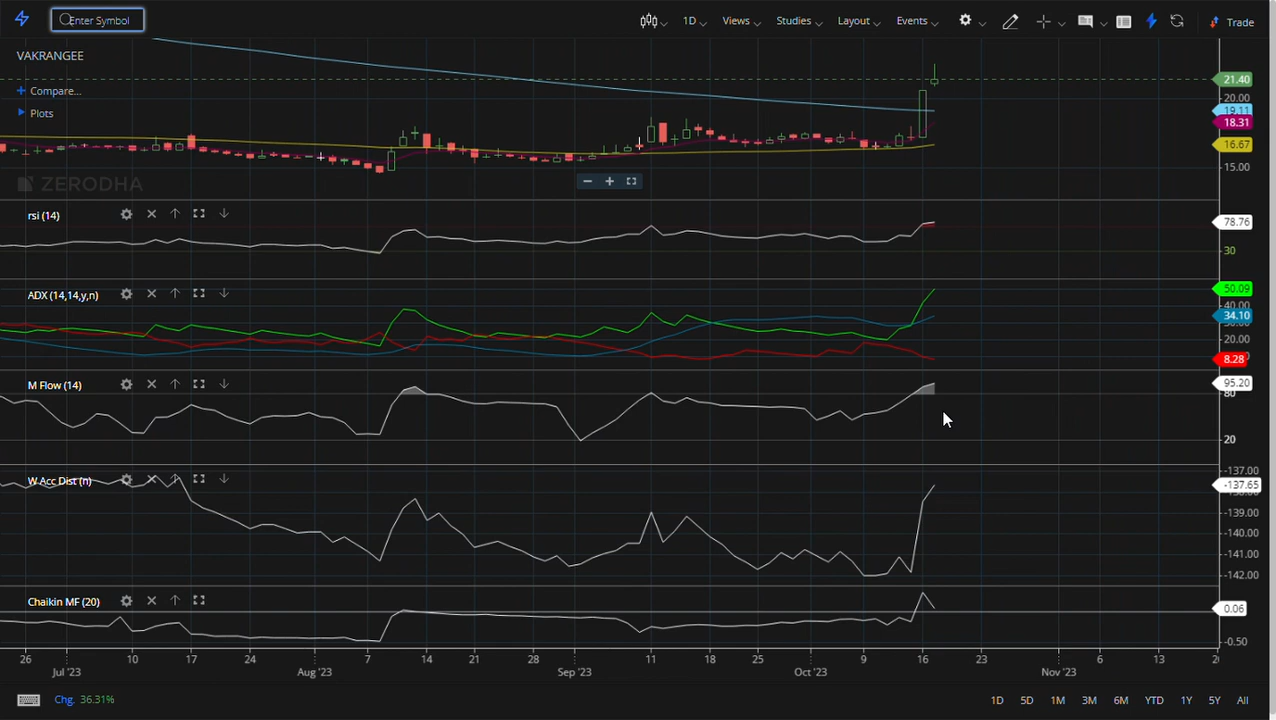 Enter Symbol
1D
Views
Studies
Layout
Events
Trade
VAKRANGEE
Compare...
Plots
21.40
20.00
19.11
18.31
16.67
15.00
ZERODHA
rsi (14)
78.76
30
ADX (14,14,y,n)
50.09
40.00
34.10
20.00
8.28
M Flow (14)
95.20
80
20
W Acc Dist (n)
-137.00
-137.65
-139.00
-140.00
-141.00
-142.00
Chaikin MF (20)
0.06
-0.50
26 10 17 24 7 14 21 28 11 18 25 9 16 23 6 13
Jul '23 Aug '23 Sep '23 Oct '23 Nov '23
Chg. 36.31%
1D 5D 1M 3M 6M YTD 1Y 5Y All